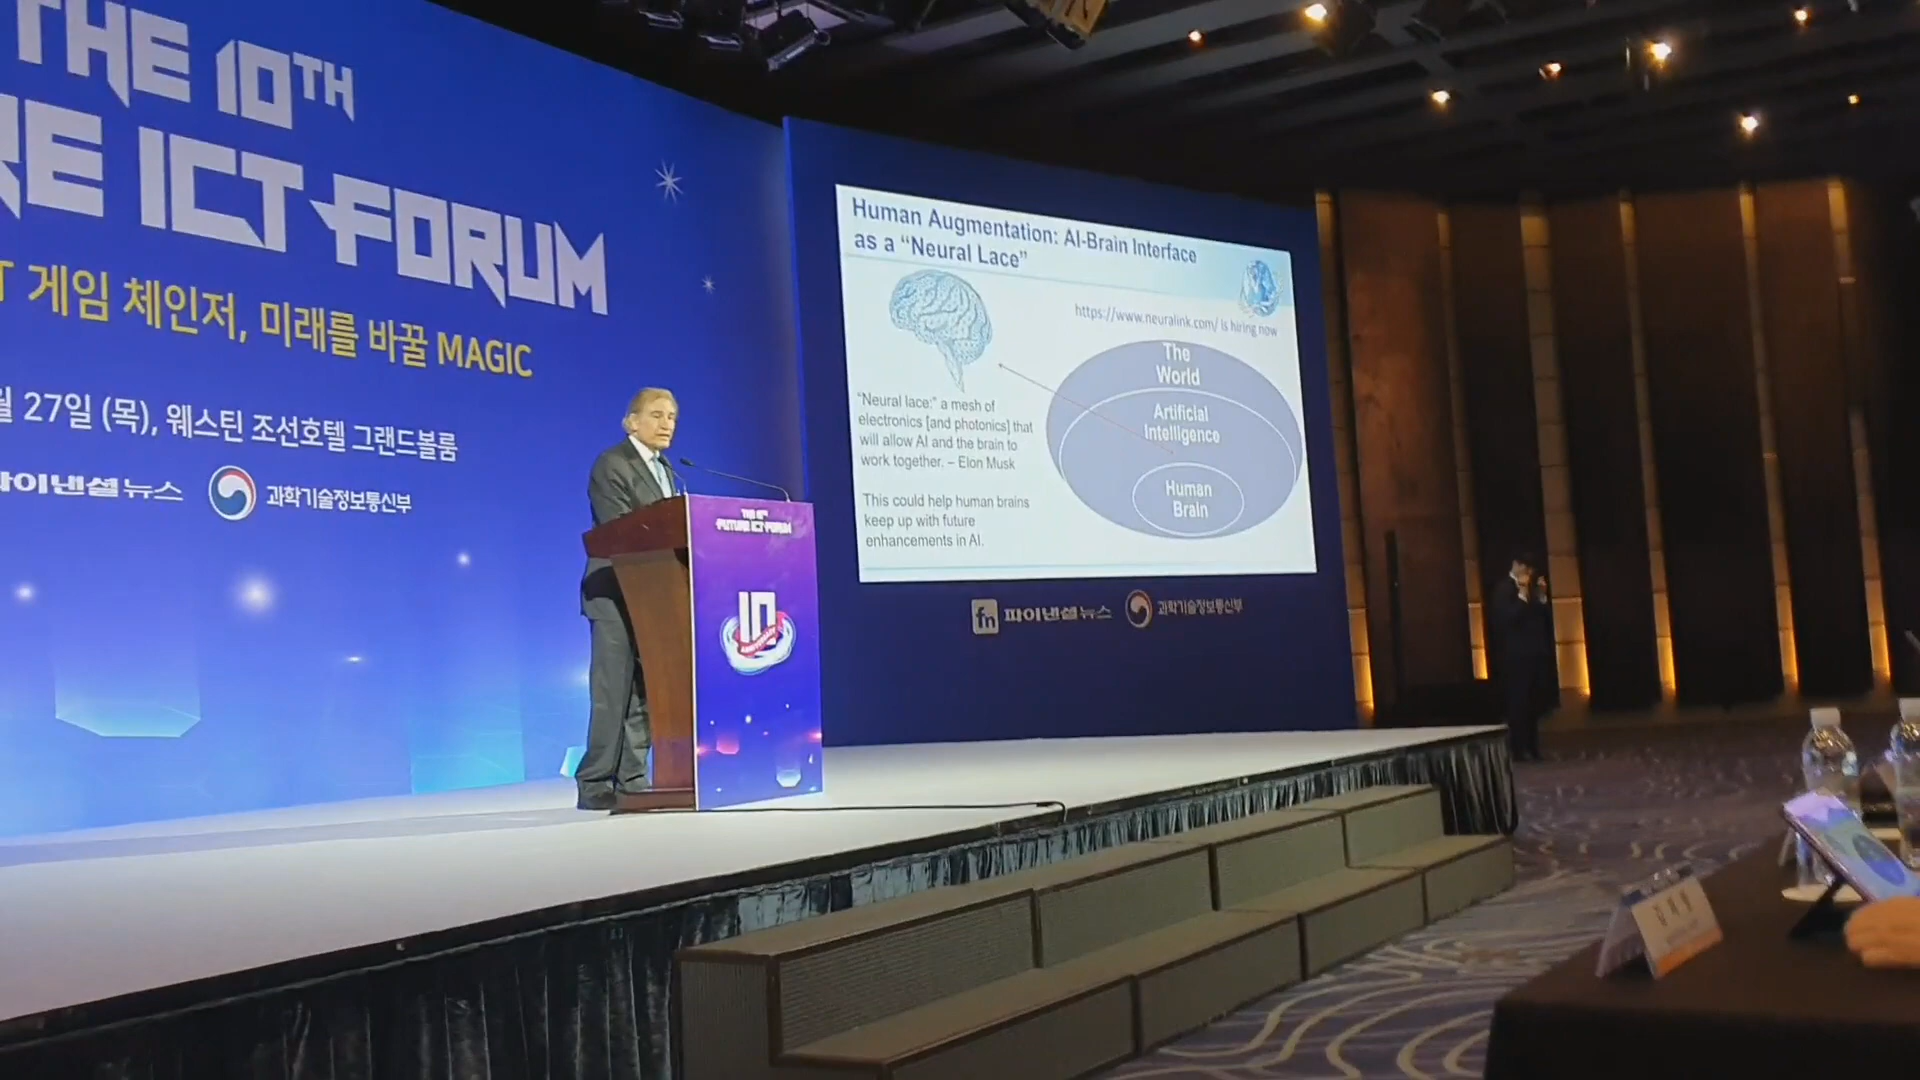 THE 10TH
RE ICT FORUM
T 게임 체인저, 미래를 바꿀 MAGIC
월 27일 (목), 웨스틴 조선호텔 그랜드볼룸
파이낸셜뉴스 과학기술정보통신부
THE 10TH
FUTURE ICT FORUM
10
Human Augmentation: AI-Brain Interface
as a “Neural Lace”
https://www.neuralink.com/ is hiring now
“Neural lace:” a mesh of
electronics [and photonics] that
will allow AI and the brain to
work together. – Elon Musk
This could help human brains
keep up with future
enhancements in AI.
The
World
Artificial
Intelligence
Human
Brain
fn 파이낸셜뉴스 과학기술정보통신부